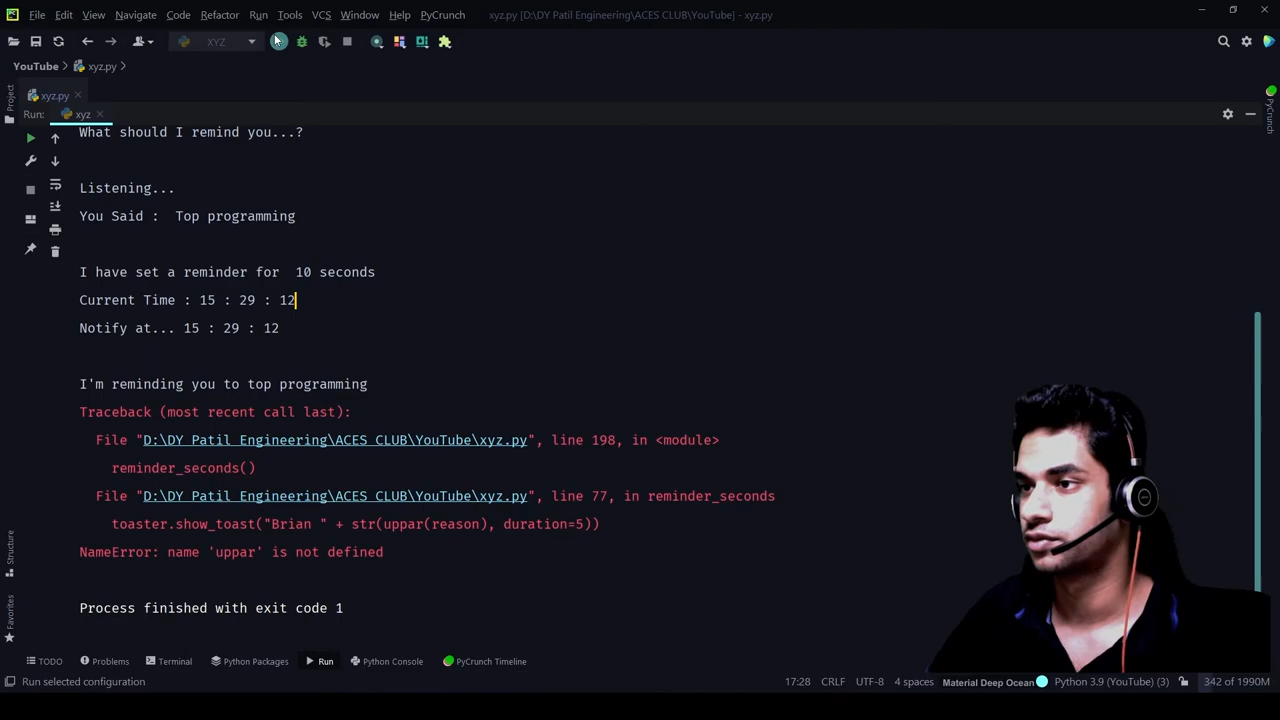 File Edit View Navigate Code Refactor Run Tools VCS Window Help PyCrunch xyz.py [D:\DY Patil Engineering\ACES CLUB\YouTube] - xyz.py
XYZ
YouTube xyz.py
xyz.py
Run: xyz
What should I remind you...?
Listening...
You Said :  Top programming
I have set a reminder for  10 seconds
Current Time : 15 : 29 : 12
Notify at... 15 : 29 : 12
I'm reminding you to top programming
Traceback (most recent call last):
File "D:\DY Patil Engineering\ACES CLUB\YouTube\xyz.py", line 198, in <module>
reminder_seconds()
File "D:\DY Patil Engineering\ACES CLUB\YouTube\xyz.py", line 77, in reminder_seconds
toaster.show_toast("Brian " + str(uppar(reason), duration=5))
NameError: name 'uppar' is not defined
Process finished with exit code 1
Project
Structure
Favorites
PyCrunch
TODO Problems Terminal Python Packages Run Python Console PyCrunch Timeline
Run selected configuration 17:28 CRLF UTF-8 4 spaces Material Deep Ocean Python 3.9 (YouTube) (3) 342 of 1990M